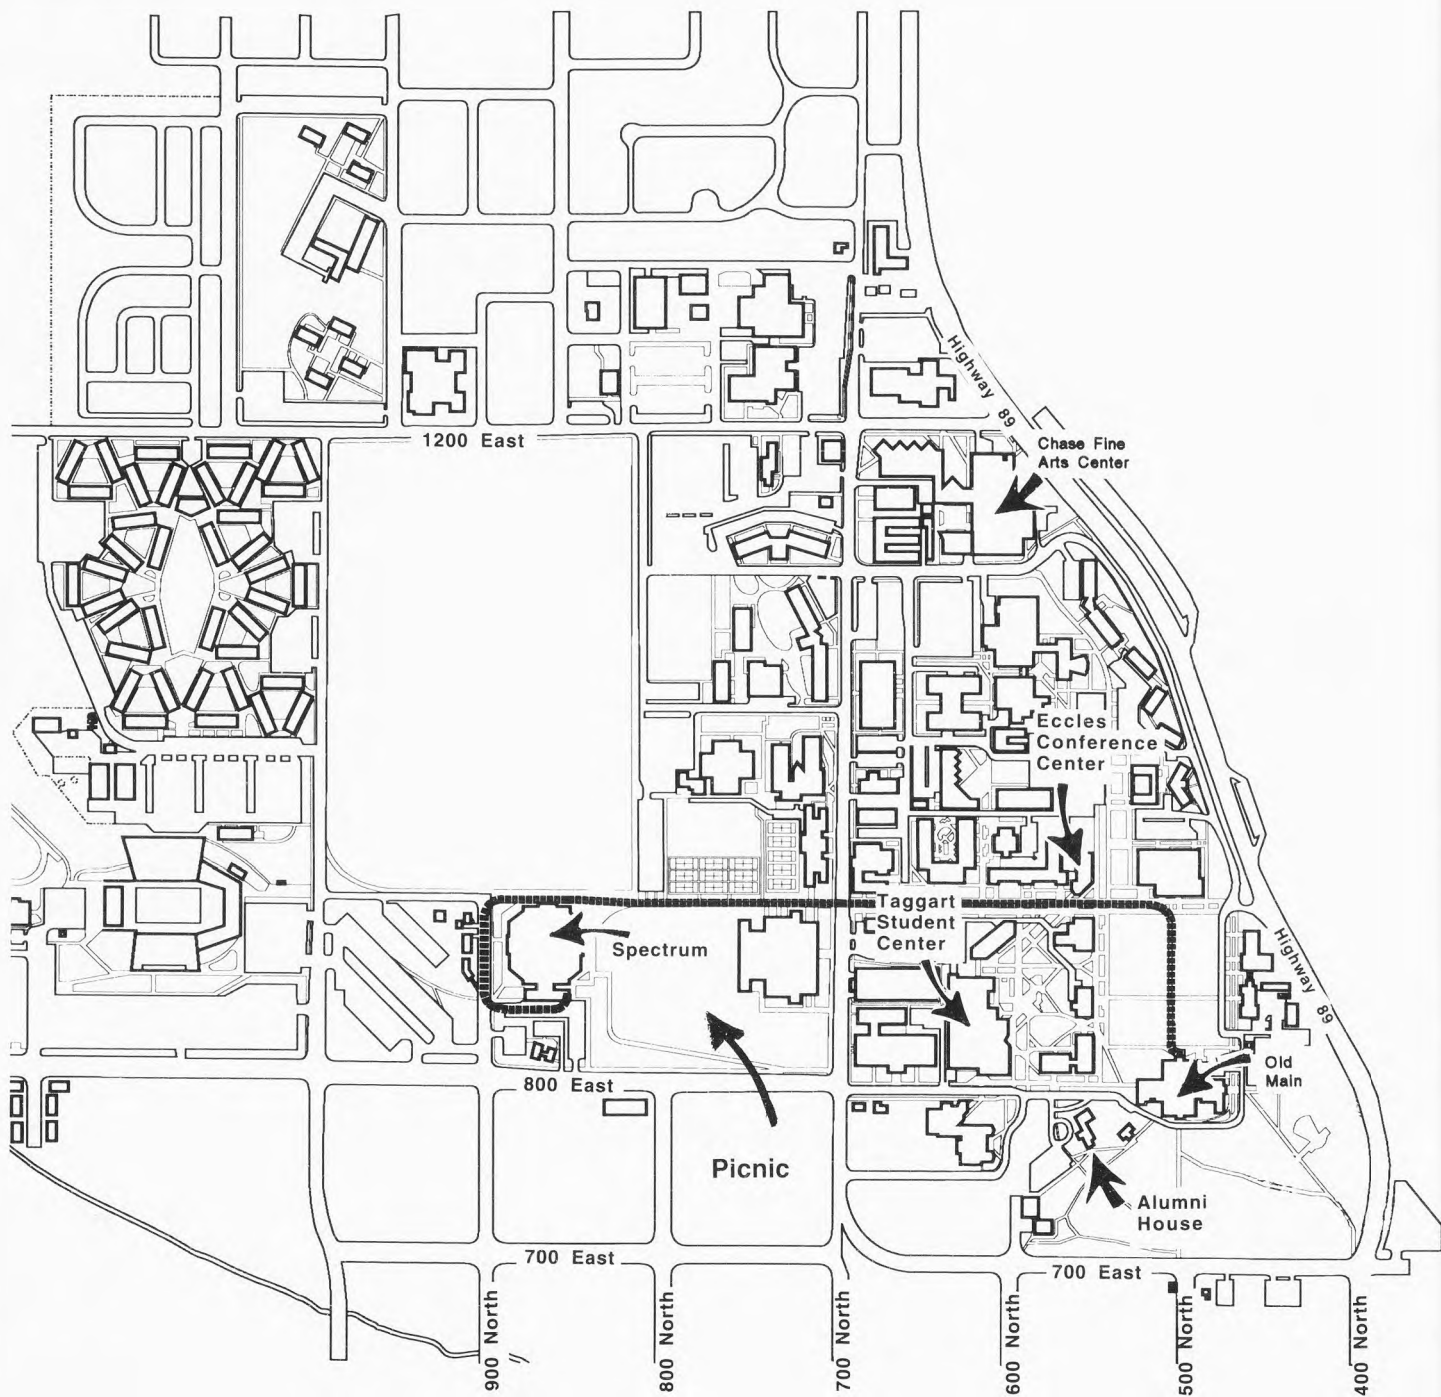 Highway 89
1200 East
Chase Fine
Arts Center
Eccles
Conference
Center
Taggart
Student
Center
Spectrum
Highway 89
800 East
Old
Main
Picnic
Alumni
House
700 East
700 East
900 North
800 North
700 North
600 North
500 North
400 North